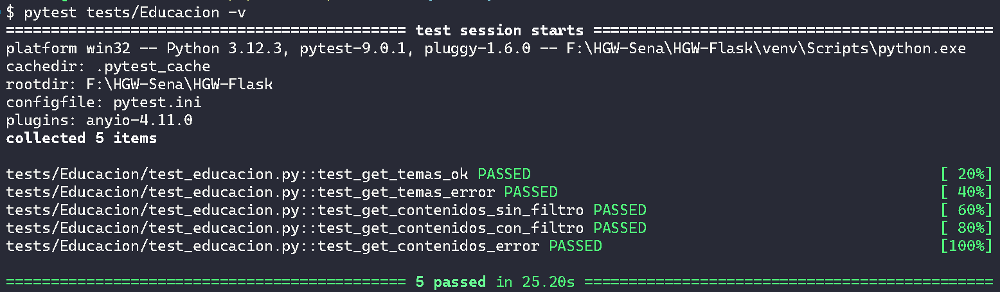 $ pytest tests/Educacion -v
============================================= test session starts =============================================
platform win32 -- Python 3.12.3, pytest-9.0.1, pluggy-1.6.0 -- F:\HGW-Sena\HGW-Flask\venv\Scripts\python.exe
cachedir: .pytest_cache
rootdir: F:\HGW-Sena\HGW-Flask
configfile: pytest.ini
plugins: anyio-4.11.0
collected 5 items
tests/Educacion/test_educacion.py::test_get_temas_ok PASSED [ 20%]
tests/Educacion/test_educacion.py::test_get_temas_error PASSED [ 40%]
tests/Educacion/test_educacion.py::test_get_contenidos_sin_filtro PASSED [ 60%]
tests/Educacion/test_educacion.py::test_get_contenidos_con_filtro PASSED [ 80%]
tests/Educacion/test_educacion.py::test_get_contenidos_error PASSED [100%]
============================================= 5 passed in 25.20s ==============================================